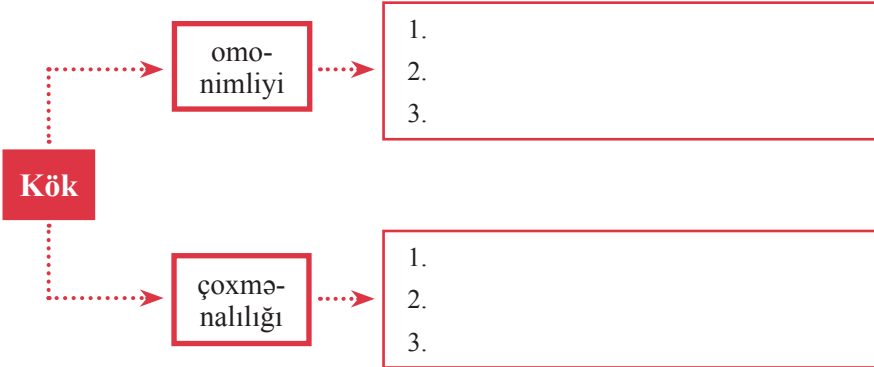 omo-
nimliyi
1.
2.
3.
Kök
çoxmə-
nalılığı
1.
2.
3.